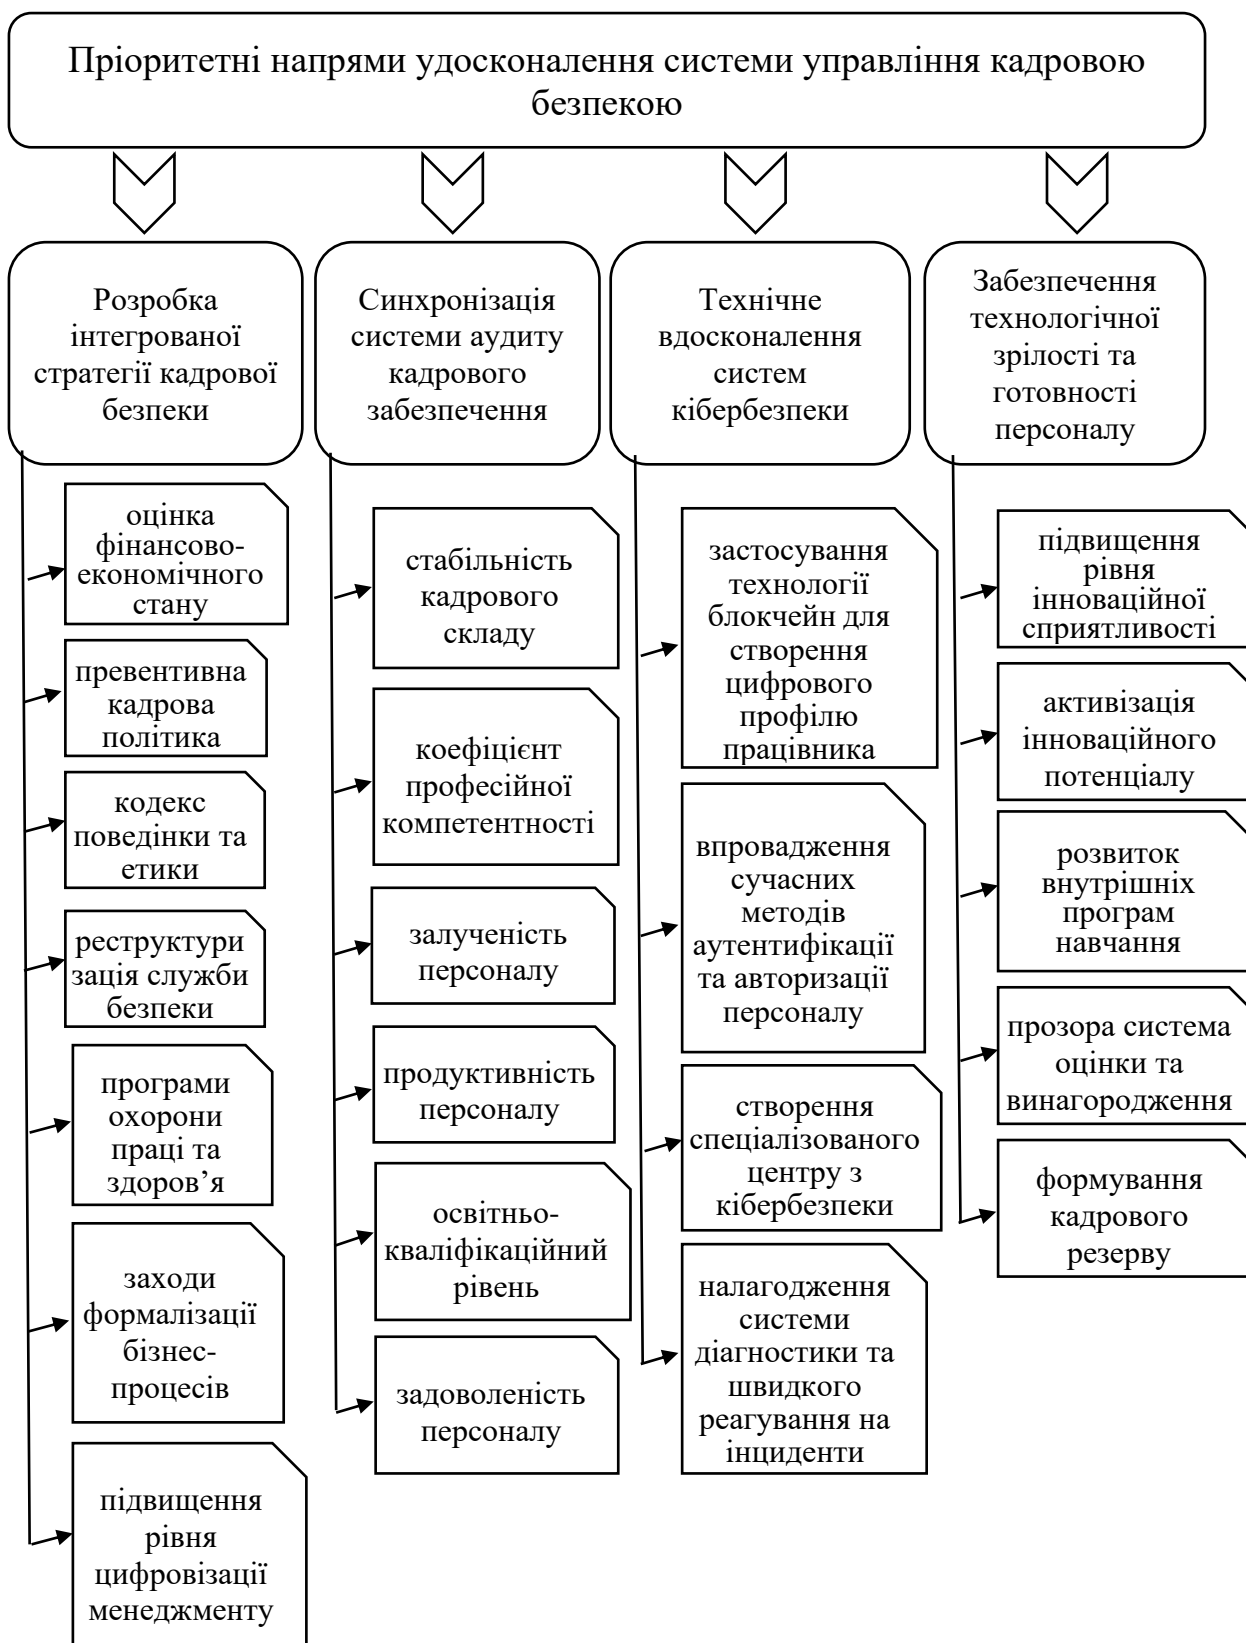 Пріоритетні напрями удосконалення системи управління кадровою
безпекою
Розробка
інтегрованої
стратегії кадрової
безпеки
оцінка
фінансово-
економічного
стану
превентивна
кадрова
політика
кодекс
поведінки та
етики
реструктури
зація служби
безпеки
програми
охорони
праці та
здоров’я
заходи
формалізації
бізнес-
процесів
підвищення
рівня
цифровізації
менеджменту
Синхронізація
системи аудиту
кадрового
забезпечення
стабільність
кадрового
складу
коефіцієнт
професійної
компетентності
залученість
персоналу
продуктивність
персоналу
освітньо-
кваліфікаційний
рівень
задоволеність
персоналу
Технічне
вдосконалення
систем
кібербезпеки
застосування
технології
блокчейн для
створення
цифрового
профілю
працівника
впровадження
сучасних
методів
аутентифікації
та авторизації
персоналу
створення
спеціалізованого
центру з
кібербезпеки
налагодження
системи
діагностики та
швидкого
реагування на
інциденти
Забезпечення
технологічної
зрілості та
готовності
персоналу
підвищення
рівня
інноваційної
сприятливості
активізація
інноваційного
потенціалу
розвиток
внутрішніх
програм
навчання
прозора система
оцінки та
винагородження
формування
кадрового
резерву